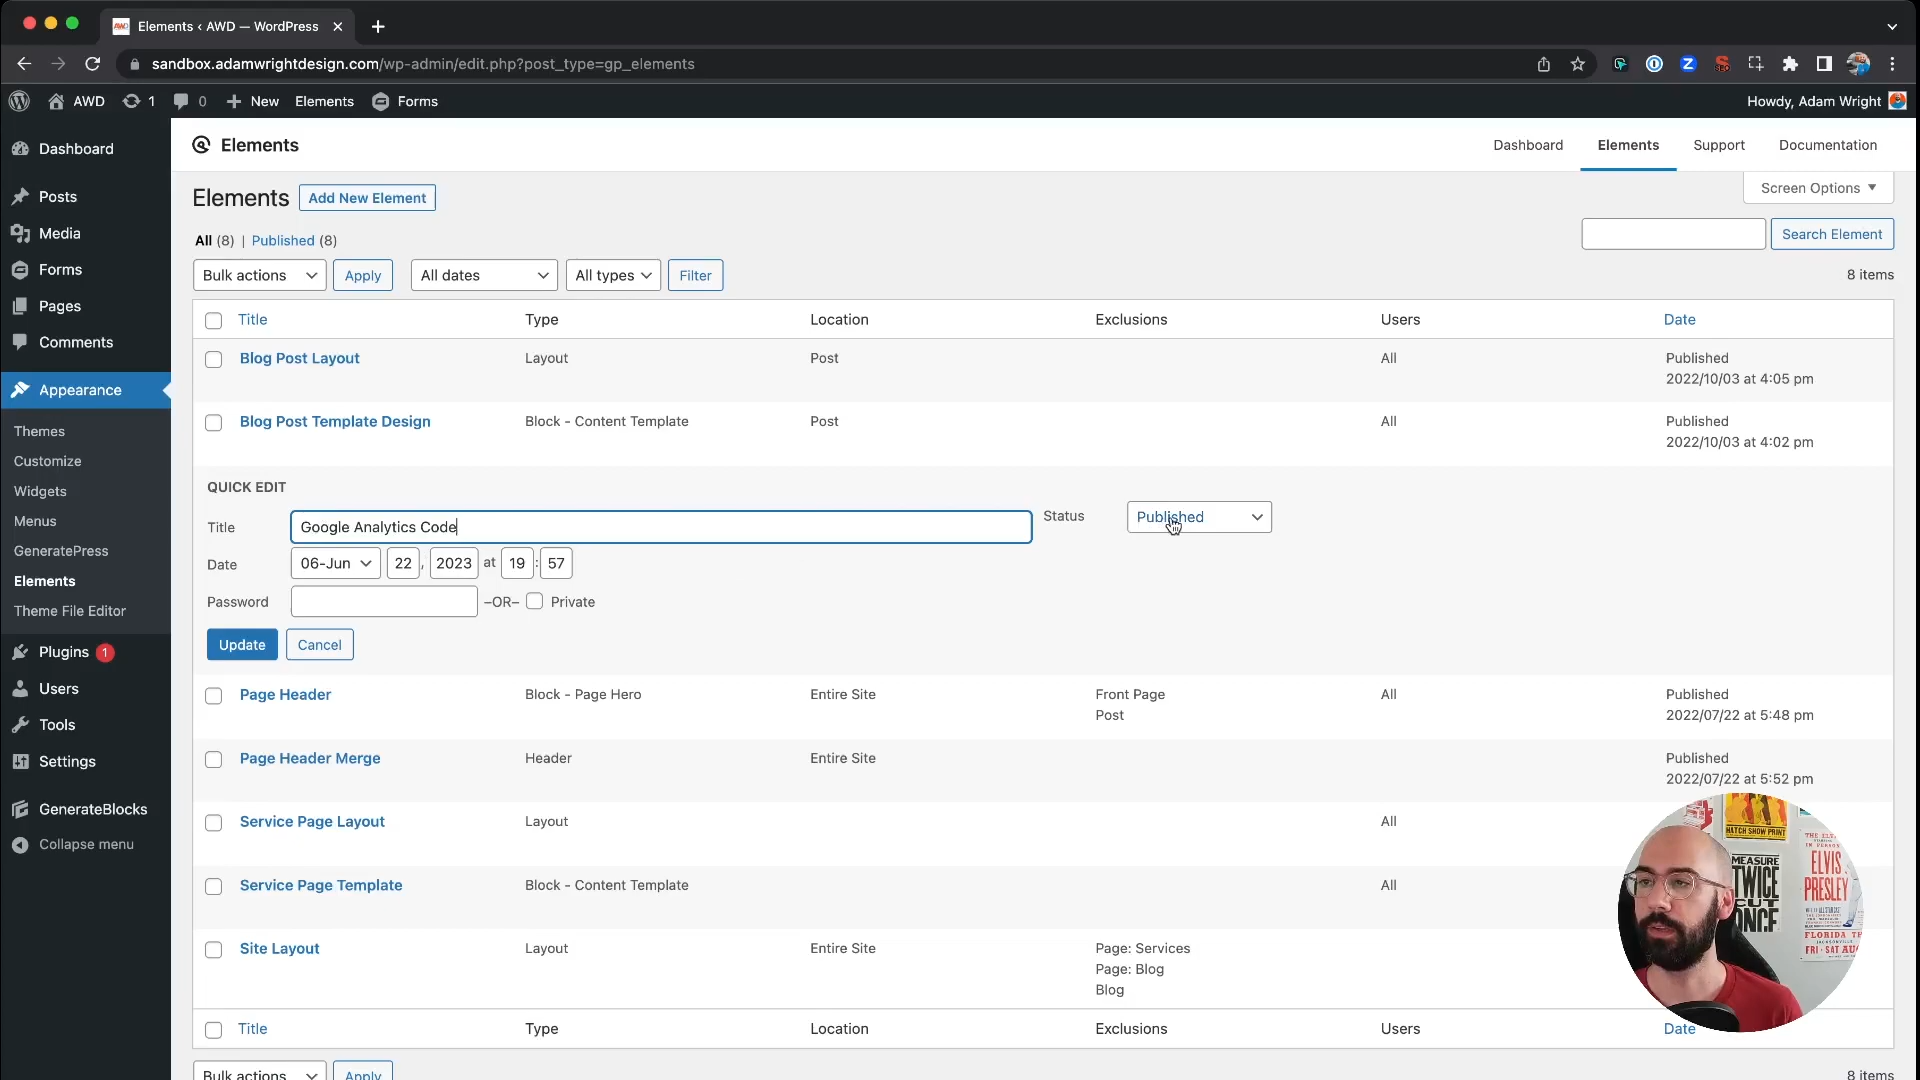 Elements ‹ AWD — WordPress
sandbox.adamwrightdesign.com/wp-admin/edit.php?post_type=gp_elements
AWD 1 0 New Elements Forms Howdy, Adam Wright
Dashboard
Posts
Media
Forms
Pages
Comments
Appearance
Themes
Customize
Widgets
Menus
GeneratePress
Elements
Theme File Editor
Plugins 1
Users
Tools
Settings
GenerateBlocks
Collapse menu
Elements Dashboard Elements Support Documentation
Elements Add New Element Screen Options
All (8) | Published (8) Search Element
Bulk actions Apply All dates All types Filter 8 items
Title Type Location Exclusions Users Date
Blog Post Layout Layout Post All Published
2022/10/03 at 4:05 pm
Blog Post Template Design Block - Content Template Post All Published
2022/10/03 at 4:02 pm
QUICK EDIT
Title Google Analytics Code Status Published
Date 06-Jun 22 , 2023 at 19 : 57
Password –OR– Private
Update Cancel
Page Header Block - Page Hero Entire Site Front Page All Published
Post 2022/07/22 at 5:48 pm
Page Header Merge Header Entire Site Published
2022/07/22 at 5:52 pm
Service Page Layout Layout All
Service Page Template Block - Content Template All
Site Layout Layout Entire Site Page: Services
Page: Blog
Blog
Title Type Location Exclusions Users Date
Bulk actions Apply 8 items
HATCH SHOW PRINT
MEASURE
TWICE
CUT
ONCE
IN PERSON
ELVIS
PRESLEY